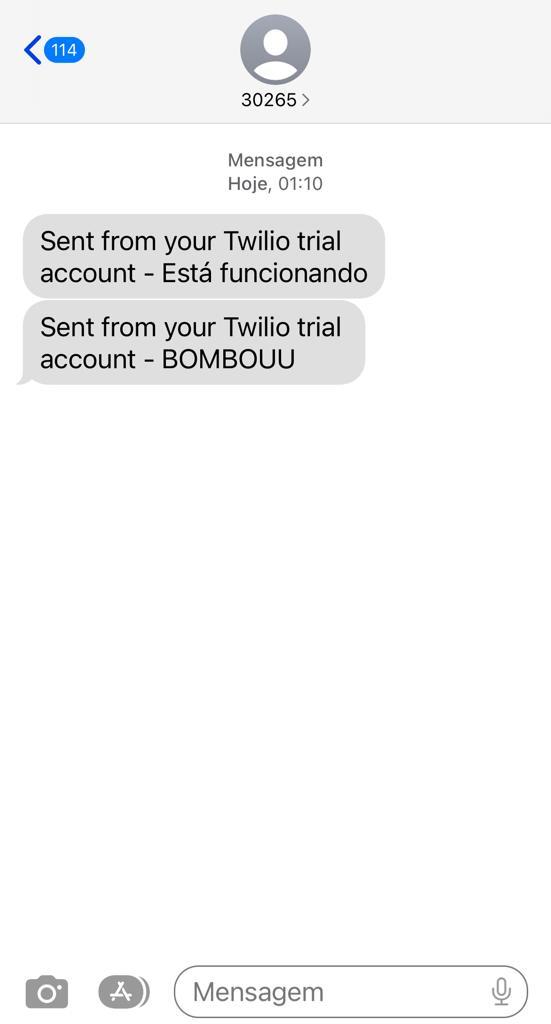 114
30265
Mensagem
Hoje, 01:10
Sent from your Twilio trial
account - Está funcionando
Sent from your Twilio trial
account - BOMBOUU
Mensagem